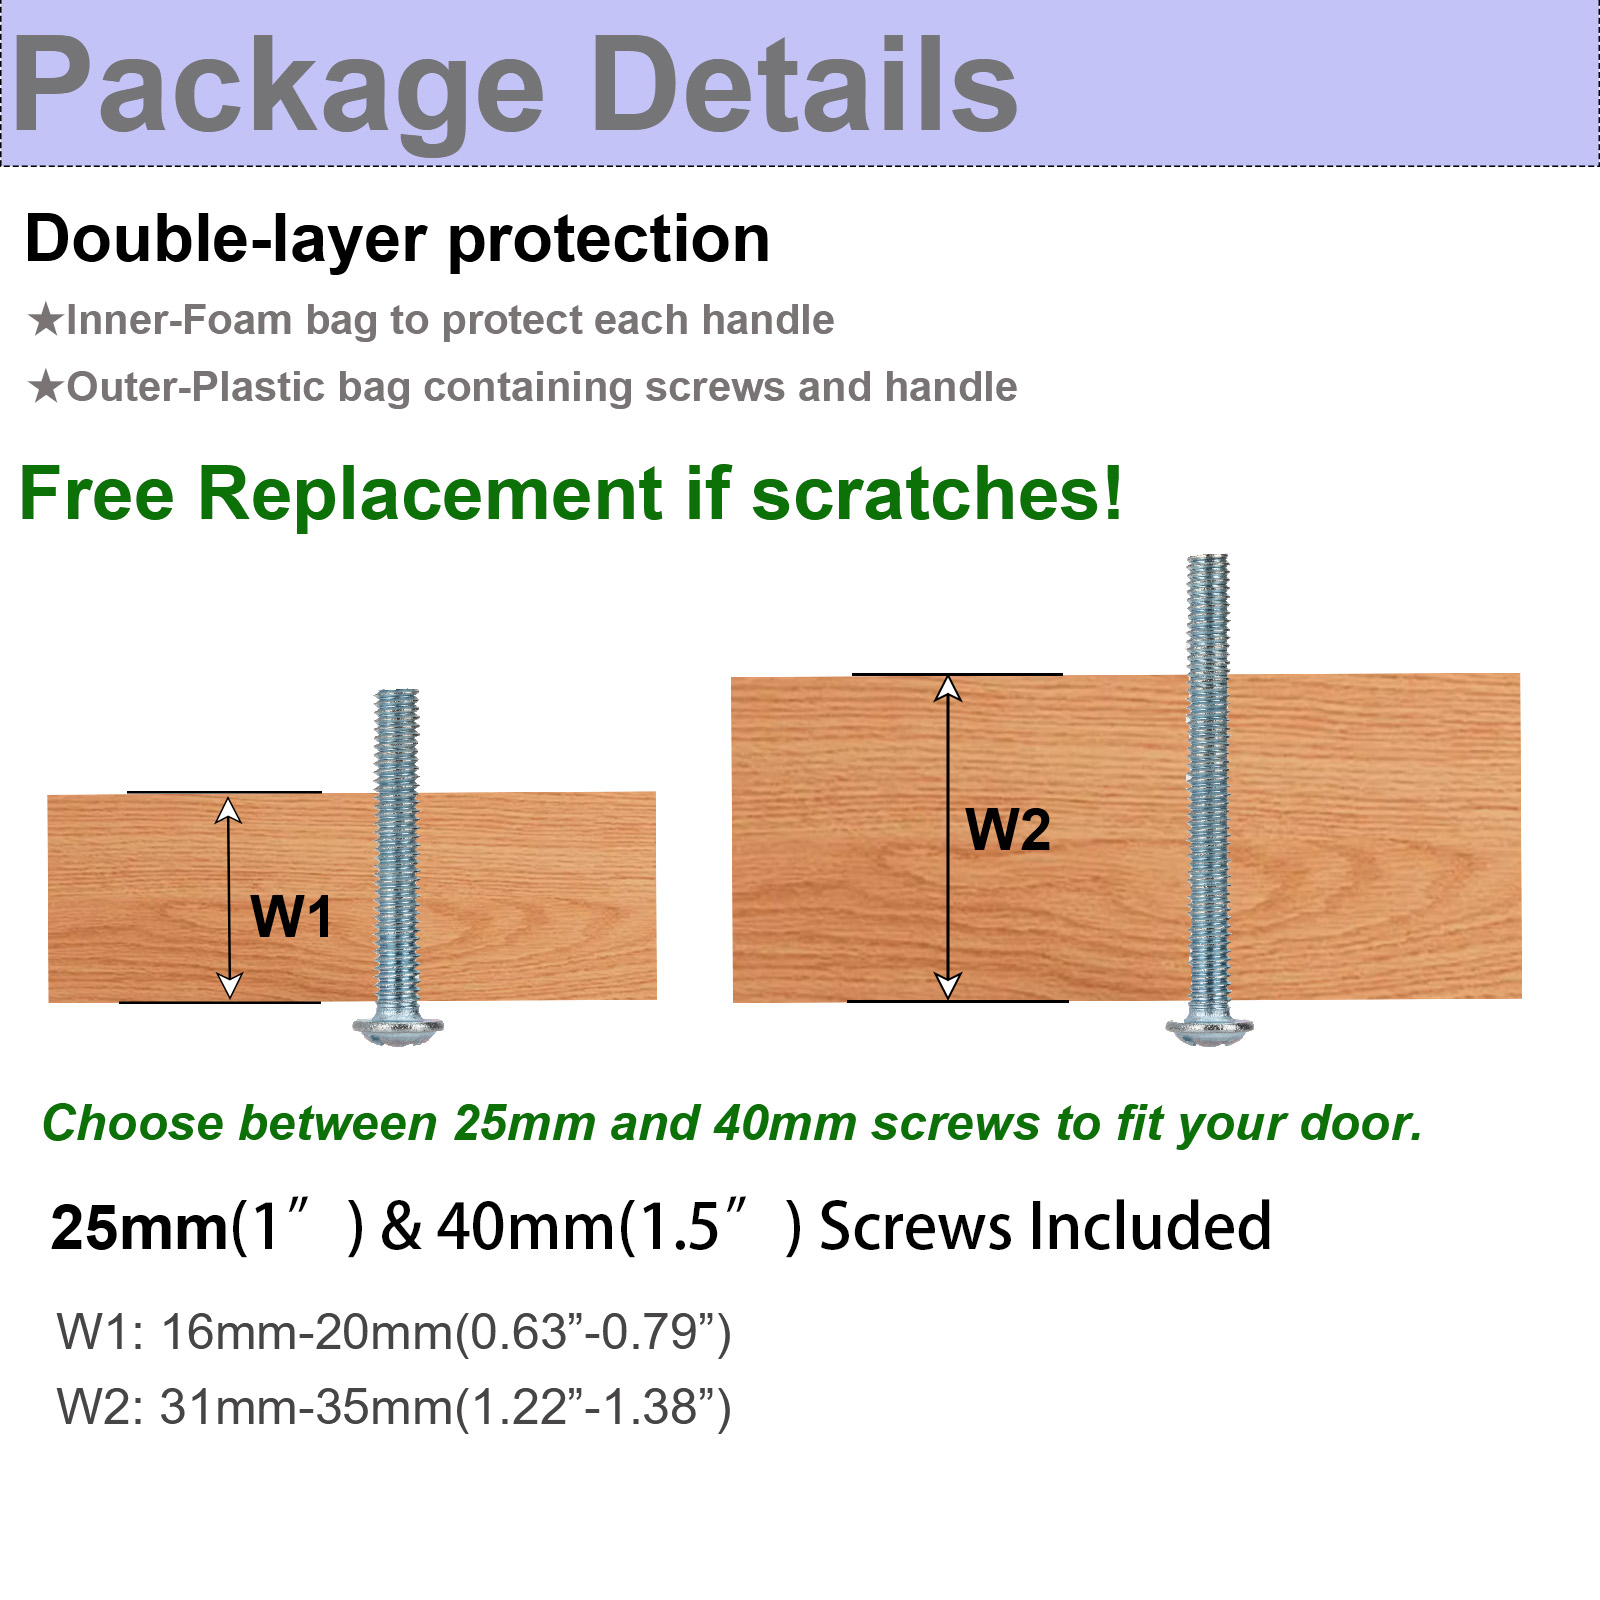 Package Details
Double-layer protection
★Inner-Foam bag to protect each handle
★Outer-Plastic bag containing screws and handle
Free Replacement if scratches!
W1
W2
Choose between 25mm and 40mm screws to fit your door.
25mm(1″ ) & 40mm(1.5″ ) Screws Included
W1: 16mm-20mm(0.63”-0.79”)
W2: 31mm-35mm(1.22”-1.38”)